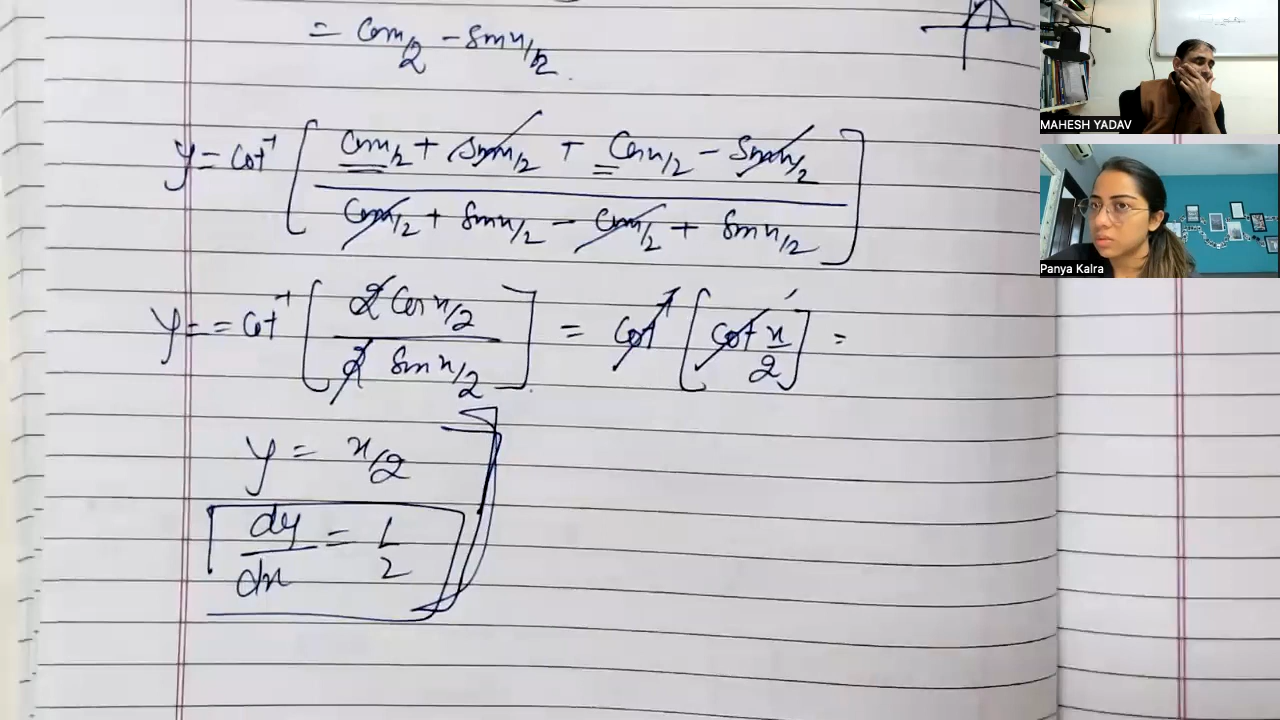 = Cos x/2 - Sin x/2.
y = Cot⁻¹ [ (Cos x/2 + Sin x/2 + Cos x/2 - Sin x/2) / (Cos x/2 + Sin x/2 - Cos x/2 + Sin x/2) ]
y = = Cot⁻¹ [ (2 Cos x/2) / (2 Sin x/2) ] = Cot⁻¹ [ Cot x/2 ] =
y = x/2
dy/dx = 1/2
MAHESH YADAV
Panya Kalra